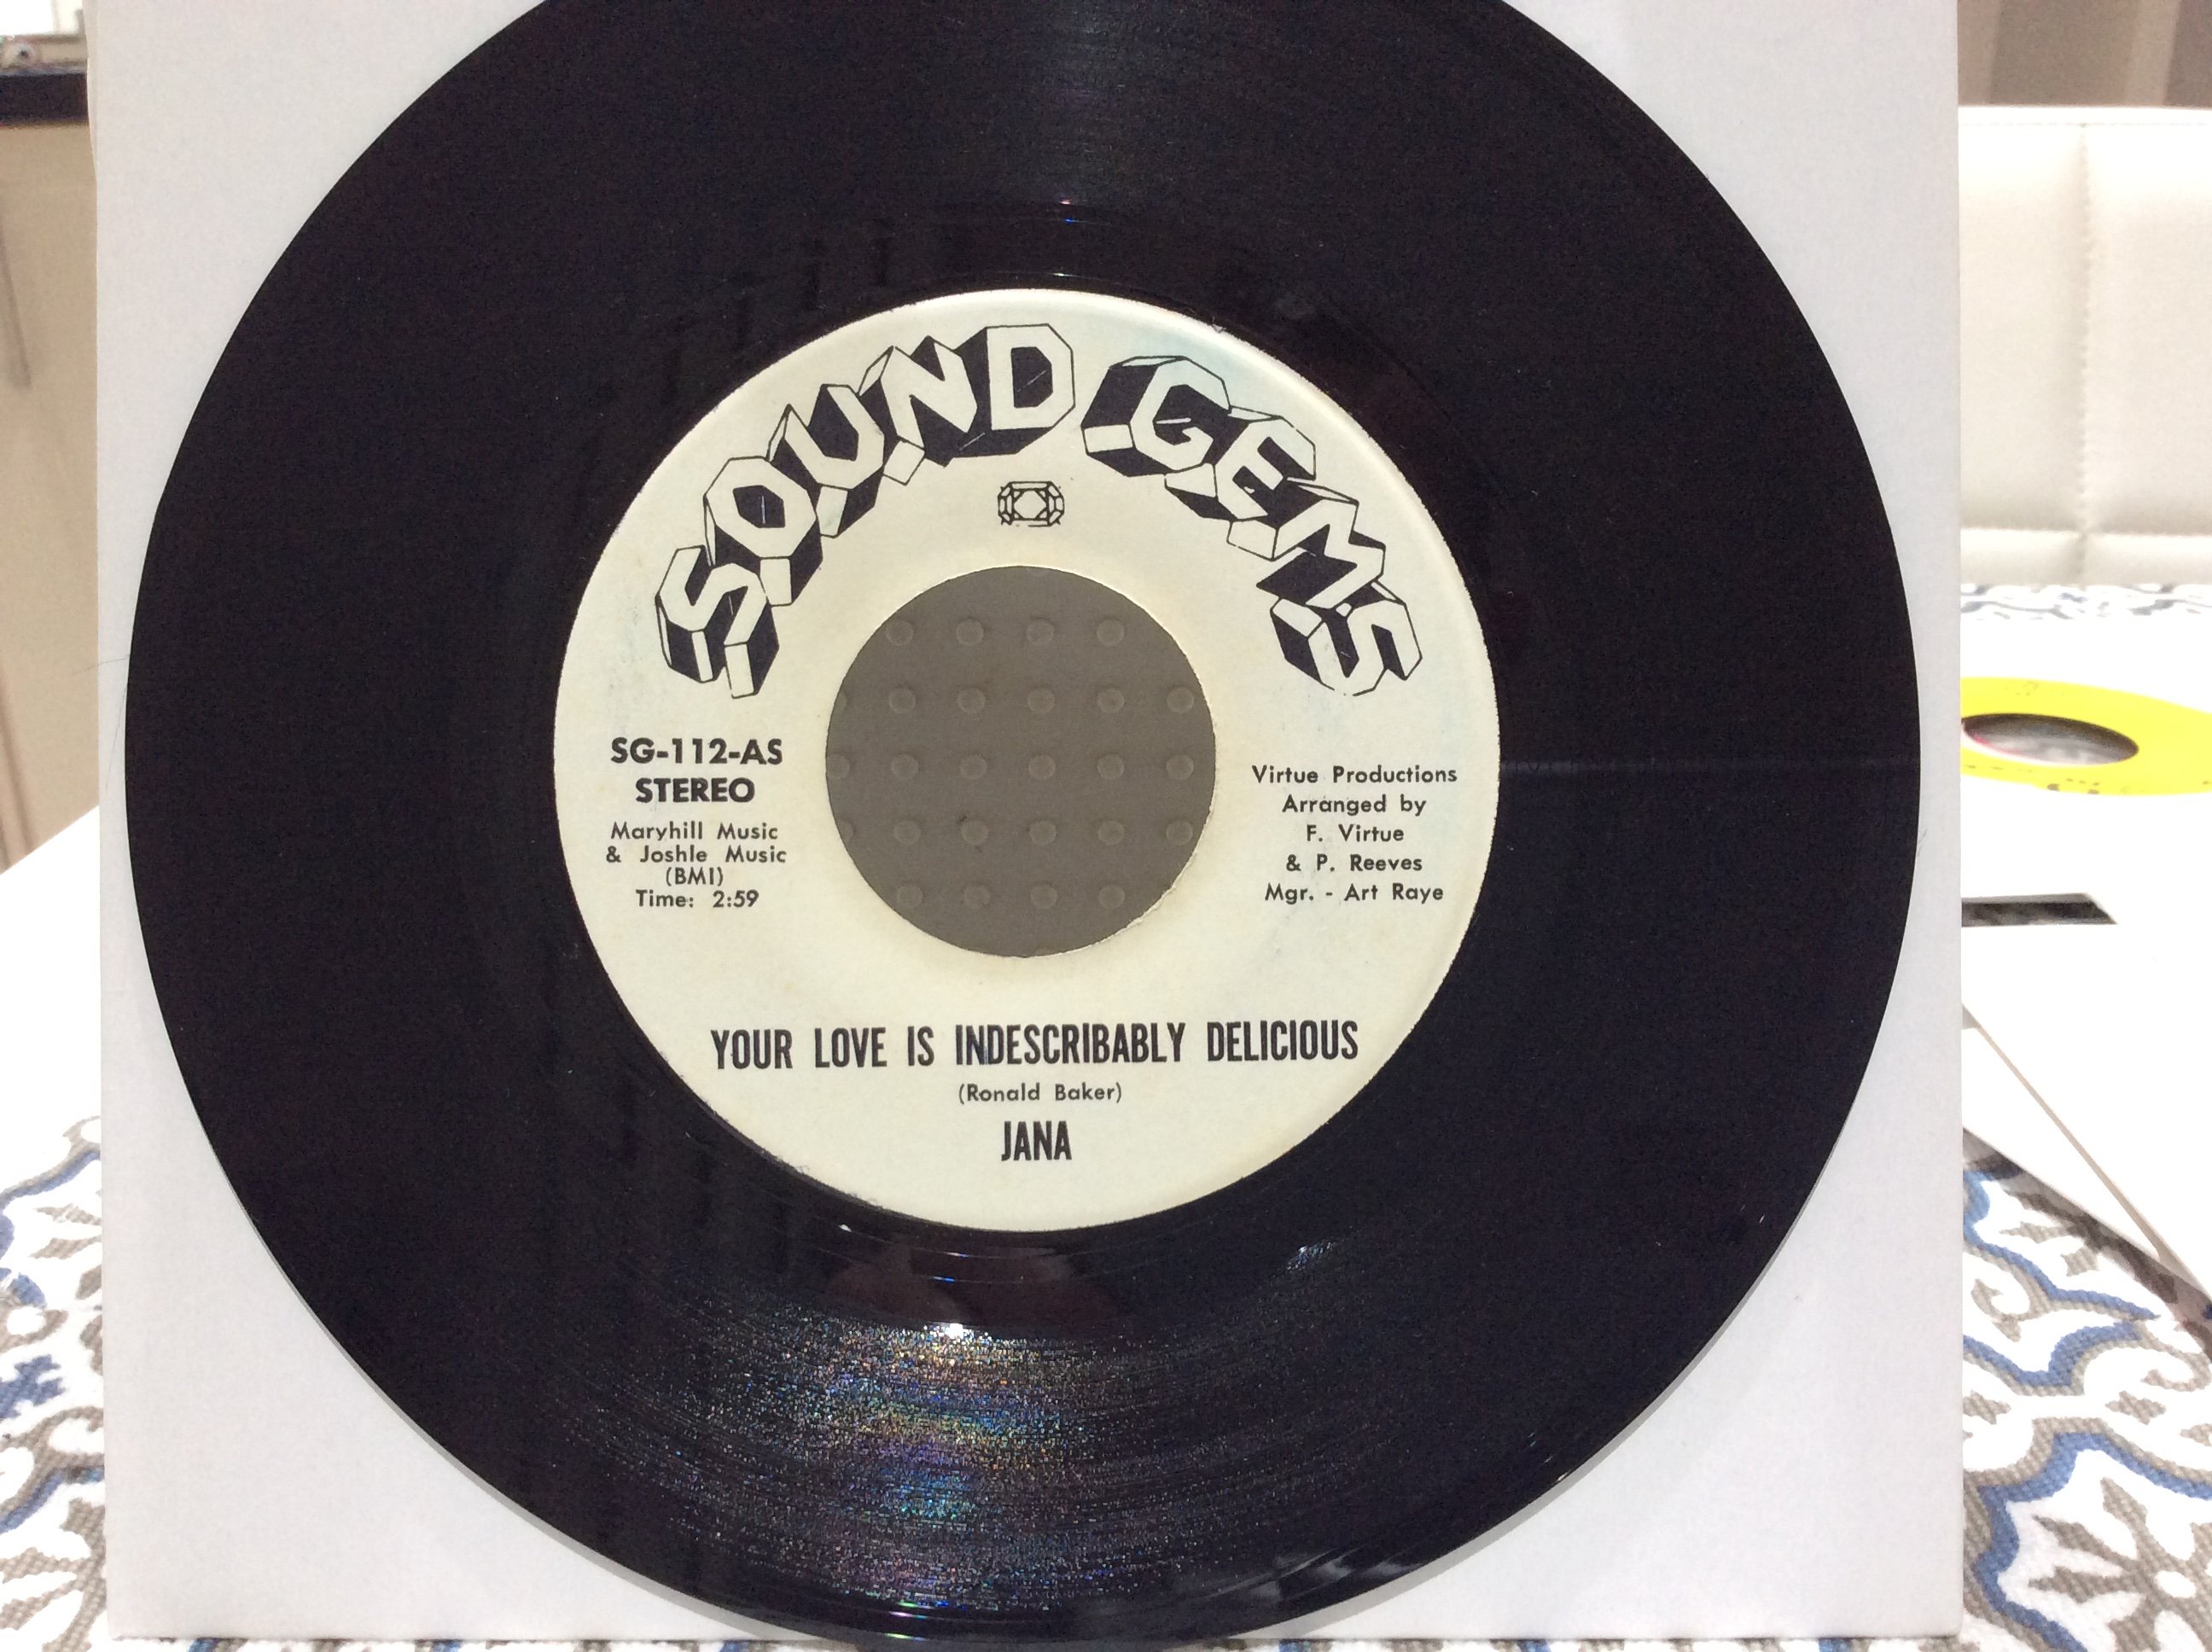 SOUND GEMS
SG-112-AS
STEREO
Maryhill Music
& Joshle Music
(BMI)
Time: 2:59
Virtue Productions
Arranged by
F. Virtue
& P. Reeves
Mgr. - Art Raye
YOUR LOVE IS INDESCRIBABLY DELICIOUS
(Ronald Baker)
JANA